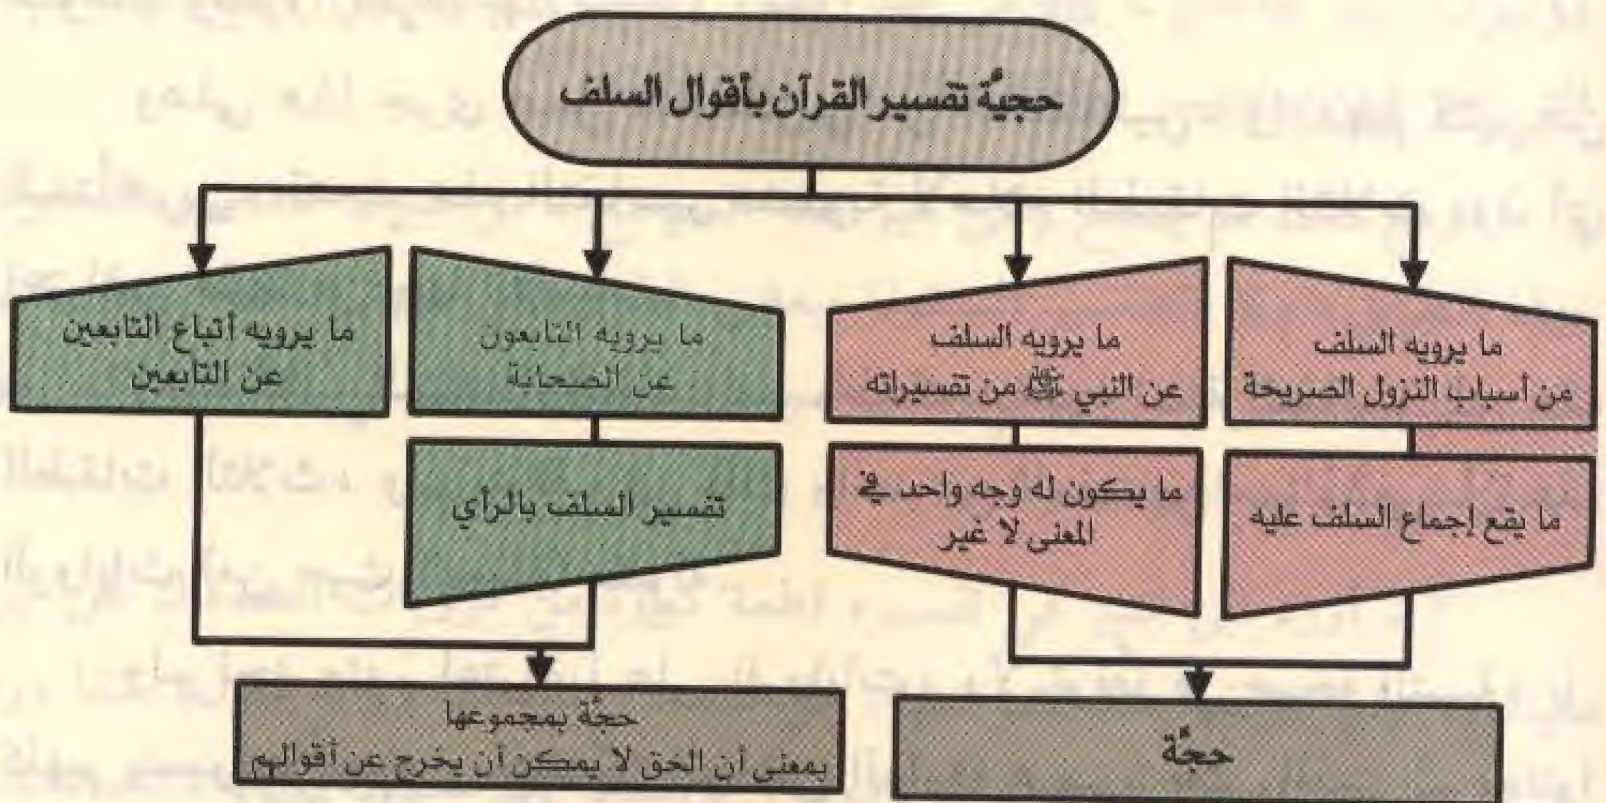 حجيَّة تفسير القرآن بأقوال السلف
ما يرويه السلف
من أسباب النزول الصريحة
ما يرويه السلف
عن النبي ﷺ من تفسيراته
ما يرويه التابعون
عن الصحابة
ما يرويه أتباع التابعين
عن التابعين
ما يقع إجماع السلف عليه
ما يكون له وجه واحد في
المعنى لا غير
تفسير السلف بالرأي
حجَّة
حجَّة بمجموعها
بمعنى أن الحق لا يمكن أن يخرج عن أقوالهم